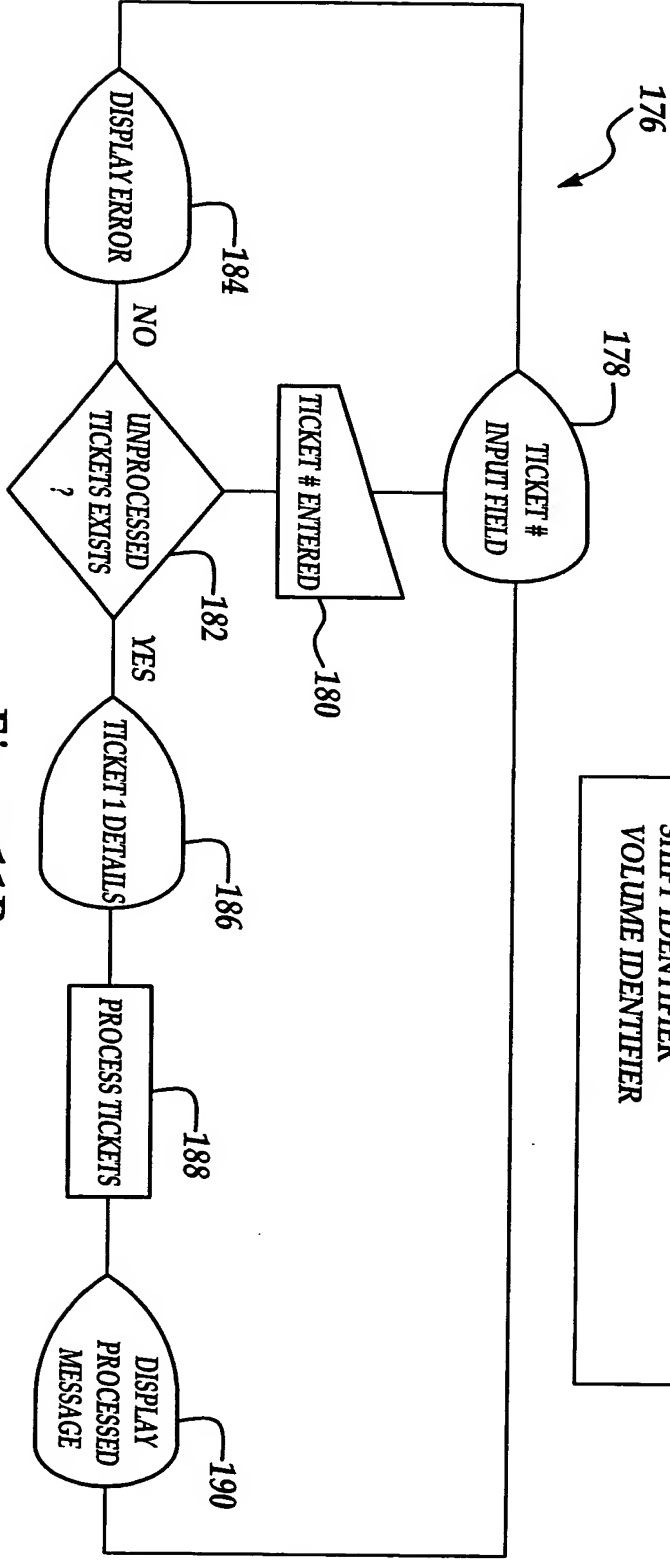 SHIFT IDENTIFIER
VOLUME IDENTIFIER
176
178
TICKET #
INPUT FIELD
TICKET # ENTERED
180
184
DISPLAY ERROR
NO
182
UNPROCESSED
TICKETS EXISTS
?
YES
186
TICKET 1 DETAILS
188
PROCESS TICKETS
190
DISPLAY
PROCESSED
MESSAGE